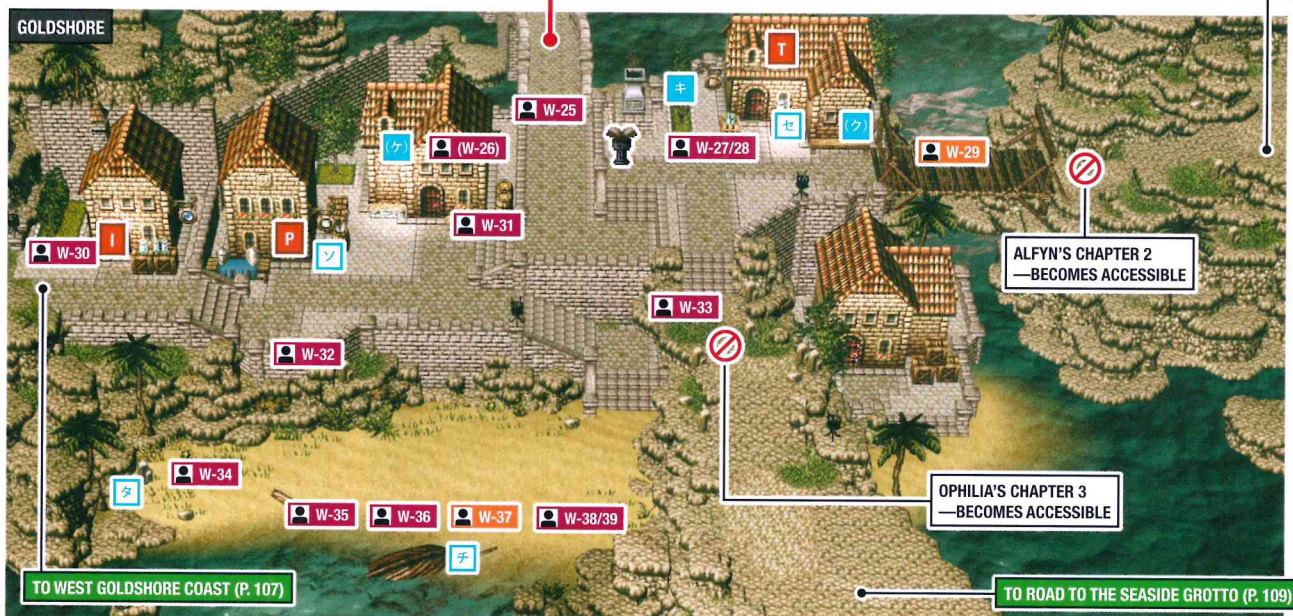 GOLDSHORE
T
キ
W-25
(ケ)
(W-26)
W-27/28
セ
(ク)
W-29
W-31
W-30
I
P
ソ
ALFYN'S CHAPTER 2
—BECOMES ACCESSIBLE
W-33
W-32
W-34
タ
OPHILIA'S CHAPTER 3
—BECOMES ACCESSIBLE
W-35
W-36
W-37
W-38/39
チ
TO WEST GOLDSHORE COAST (P. 107)
TO ROAD TO THE SEASIDE GROTTO (P. 109)